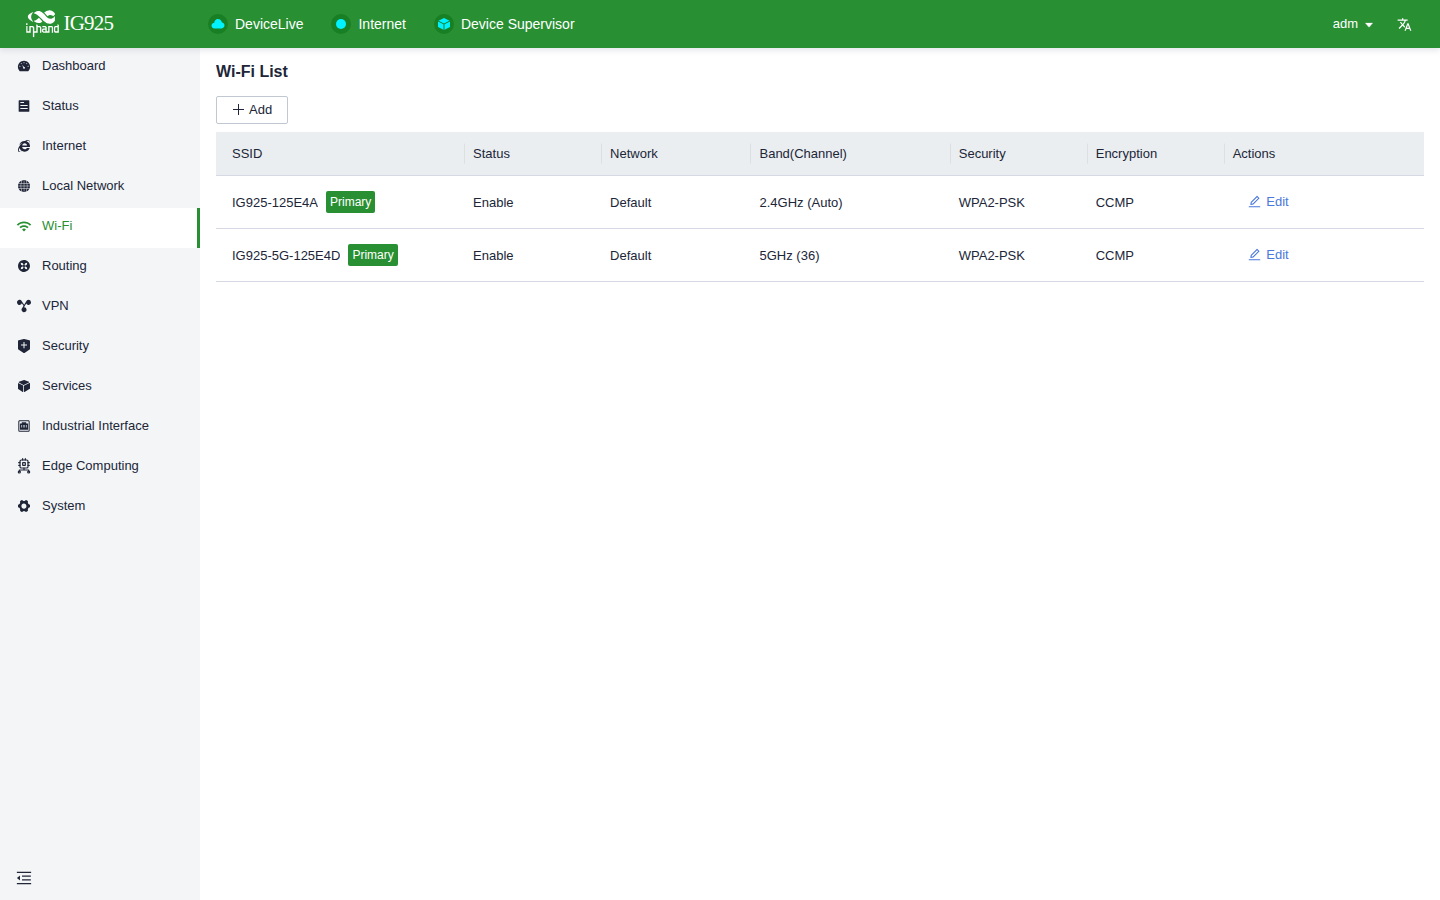 inhand IG925 DeviceLive Internet Device Supervisor adm
Dashboard
Status
Internet
Local Network
Wi-Fi
Routing
VPN
Security
Services
Industrial Interface
Edge Computing
System
Wi-Fi List
Add
SSID Status Network Band(Channel) Security Encryption Actions
IG925-125E4A Primary Enable Default 2.4GHz (Auto) WPA2-PSK CCMP Edit
IG925-5G-125E4D Primary Enable Default 5GHz (36) WPA2-PSK CCMP Edit